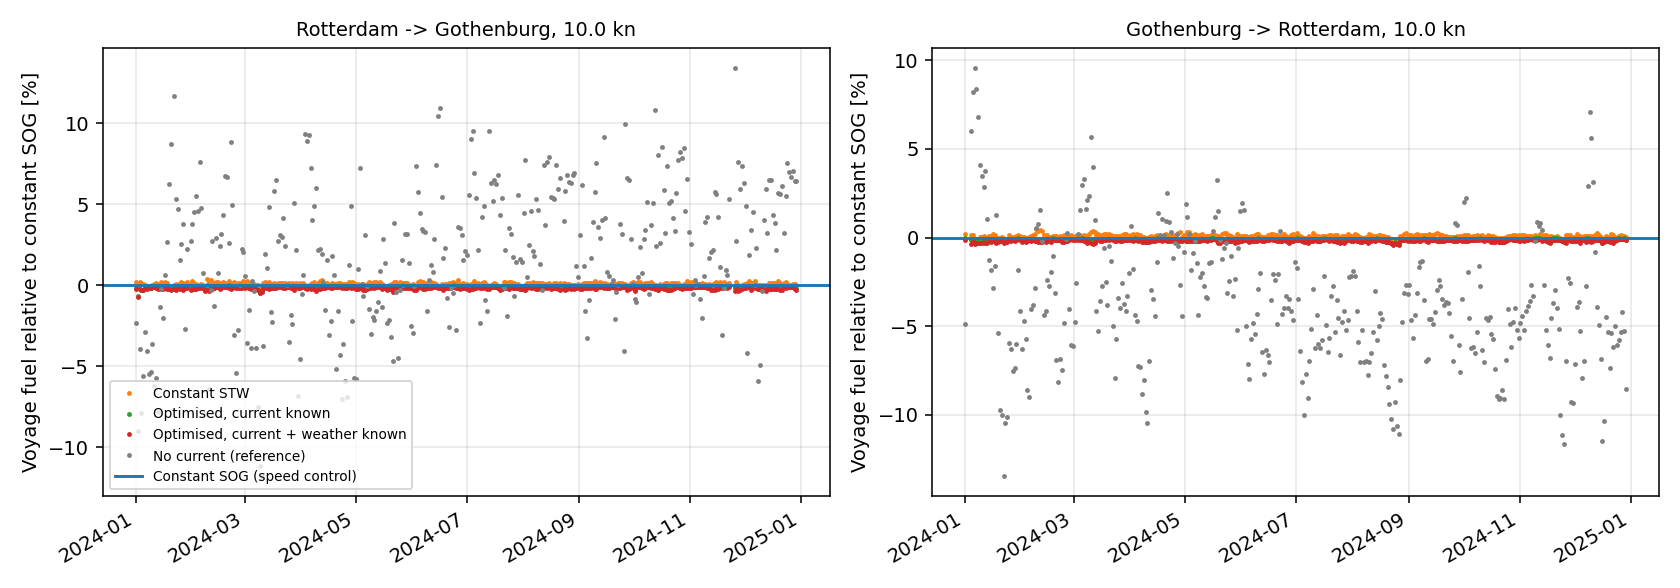 Rotterdam -> Gothenburg, 10.0 kn
Voyage fuel relative to constant SOG [%]
10
5
0
−5
−10
Constant STW
Optimised, current known
Optimised, current + weather known
No current (reference)
Constant SOG (speed control)
2024-01
2024-03
2024-05
2024-07
2024-09
2024-11
2025-01
Gothenburg -> Rotterdam, 10.0 kn
Voyage fuel relative to constant SOG [%]
10
5
0
−5
−10
2024-01
2024-03
2024-05
2024-07
2024-09
2024-11
2025-01